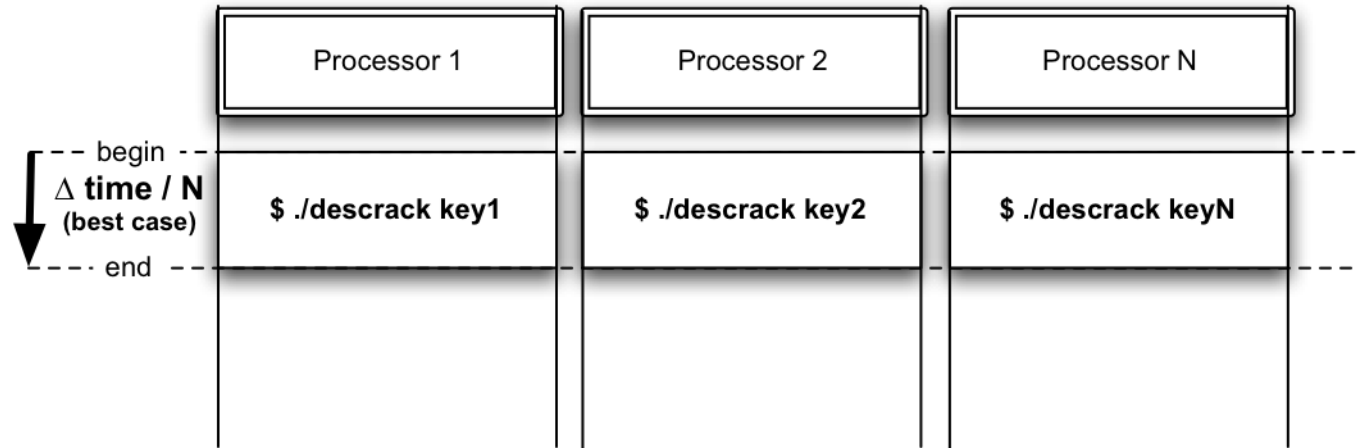 Processor 1
Processor 2
Processor N
begin
Δ time / N
(best case)
$ ./descrack key1
$ ./descrack key2
$ ./descrack keyN
end